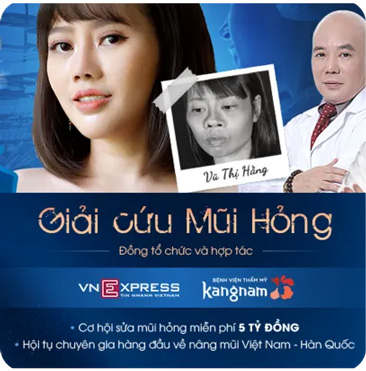 Vũ Thị Hằng
Giải cứu Mũi Hỏng
Đồng tổ chức và hợp tác
VNEXPRESS
TIN NHANH VIETNAM
BỆNH VIỆN THẨM MỸ
kangnam
• Cơ hội sửa mũi hỏng miễn phí 5 TỶ ĐỒNG
• Hội tụ chuyên gia hàng đầu về nâng mũi Việt Nam - Hàn Quốc